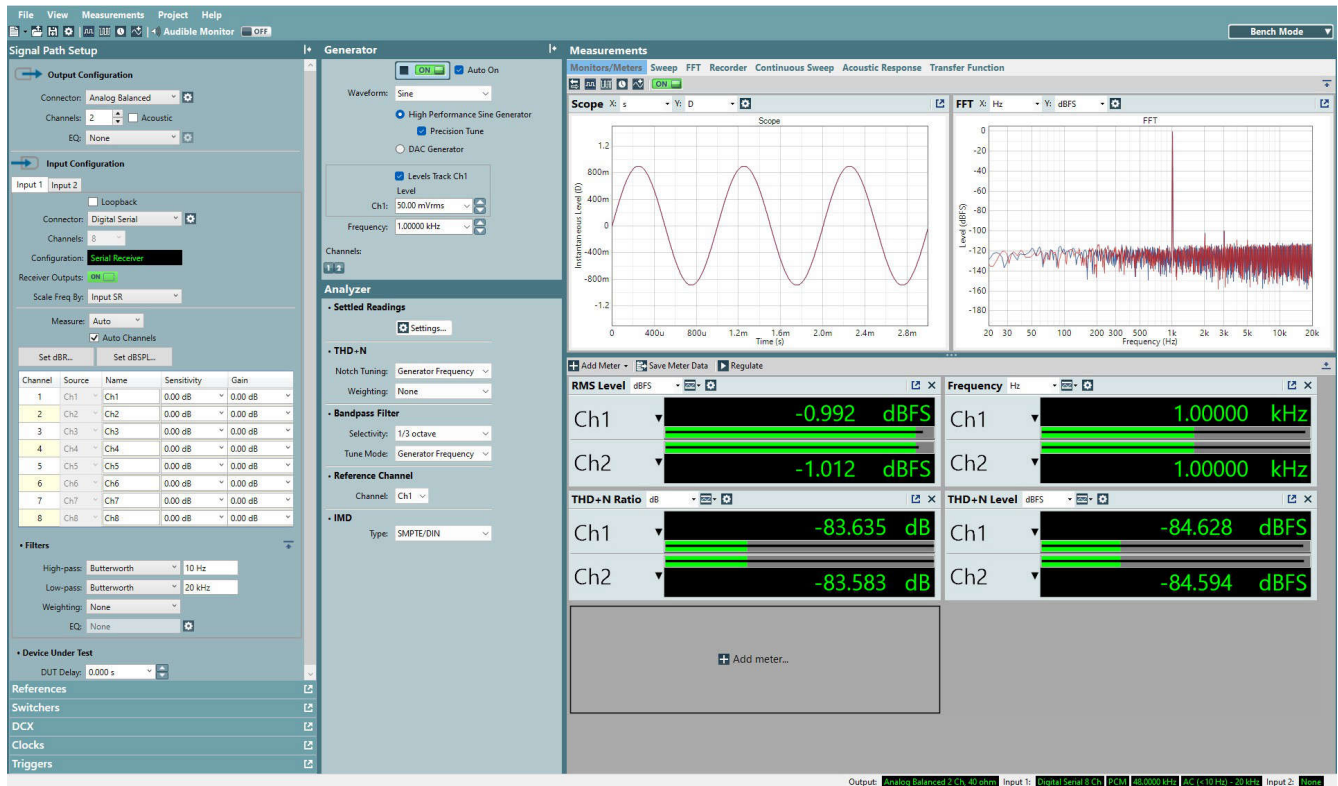 File View Measurements Project Help
Audible Monitor OFF
Bench Mode
Signal Path Setup
Output Configuration
Connector: Analog Balanced
Channels: 2 Acoustic
EQ: None
Input Configuration
Input 1 Input 2
Loopback
Connector: Digital Serial
Channels: 8
Configuration: Serial Receiver
Receiver Outputs: ON
Scale Freq By: Input SR
Measure: Auto
Auto Channels
Set dBR... Set dBSPL...
Channel Source Name Sensitivity Gain
1 Ch1 Ch1 0.00 dB 0.00 dB
2 Ch2 Ch2 0.00 dB 0.00 dB
3 Ch3 Ch3 0.00 dB 0.00 dB
4 Ch4 Ch4 0.00 dB 0.00 dB
5 Ch5 Ch5 0.00 dB 0.00 dB
6 Ch6 Ch6 0.00 dB 0.00 dB
7 Ch7 Ch7 0.00 dB 0.00 dB
8 Ch8 Ch8 0.00 dB 0.00 dB
Filters
High-pass: Butterworth 10 Hz
Low-pass: Butterworth 20 kHz
Weighting: None
EQ: None
Device Under Test
DUT Delay: 0.000 s
References
Switchers
DCX
Clocks
Triggers
Generator
ON Auto On
Waveform: Sine
High Performance Sine Generator
Precision Tune
DAC Generator
Levels Track Ch1
Level
Ch1: 50.00 mVrms
Frequency: 1.00000 kHz
Channels:
1 2
Analyzer
Settled Readings
Settings...
THD+N
Notch Tuning: Generator Frequency
Weighting: None
Bandpass Filter
Selectivity: 1/3 octave
Tune Mode: Generator Frequency
Reference Channel
Channel: Ch1
IMD
Type: SMPTE/DIN
Measurements
Monitors/Meters Sweep FFT Recorder Continuous Sweep Acoustic Response Transfer Function
ON
Scope X: s Y: D
Scope
Instantaneous Level (D)
1.2
800m
400m
0
-400m
-800m
-1.2
0 400u 800u 1.2m 1.6m 2.0m 2.4m 2.8m
Time (s)
FFT X: Hz Y: dBFS
FFT
Level (dBFS)
0
-20
-40
-60
-80
-100
-120
-140
-160
-180
20 30 50 100 200 300 500 1k 2k 3k 5k 10k 20k
Frequency (Hz)
Add Meter Save Meter Data Regulate
RMS Level dBFS
Ch1 -0.992 dBFS
Ch2 -1.012 dBFS
Frequency Hz
Ch1 1.00000 kHz
Ch2 1.00000 kHz
THD+N Ratio dB
Ch1 -83.635 dB
Ch2 -83.583 dB
THD+N Level dBFS
Ch1 -84.628 dBFS
Ch2 -84.594 dBFS
Add meter...
Output: Analog Balanced 2 Ch, 40 ohm Input 1: Digital Serial 8 Ch PCM 48.0000 kHz AC (<10 Hz) - 20 kHz Input 2: None